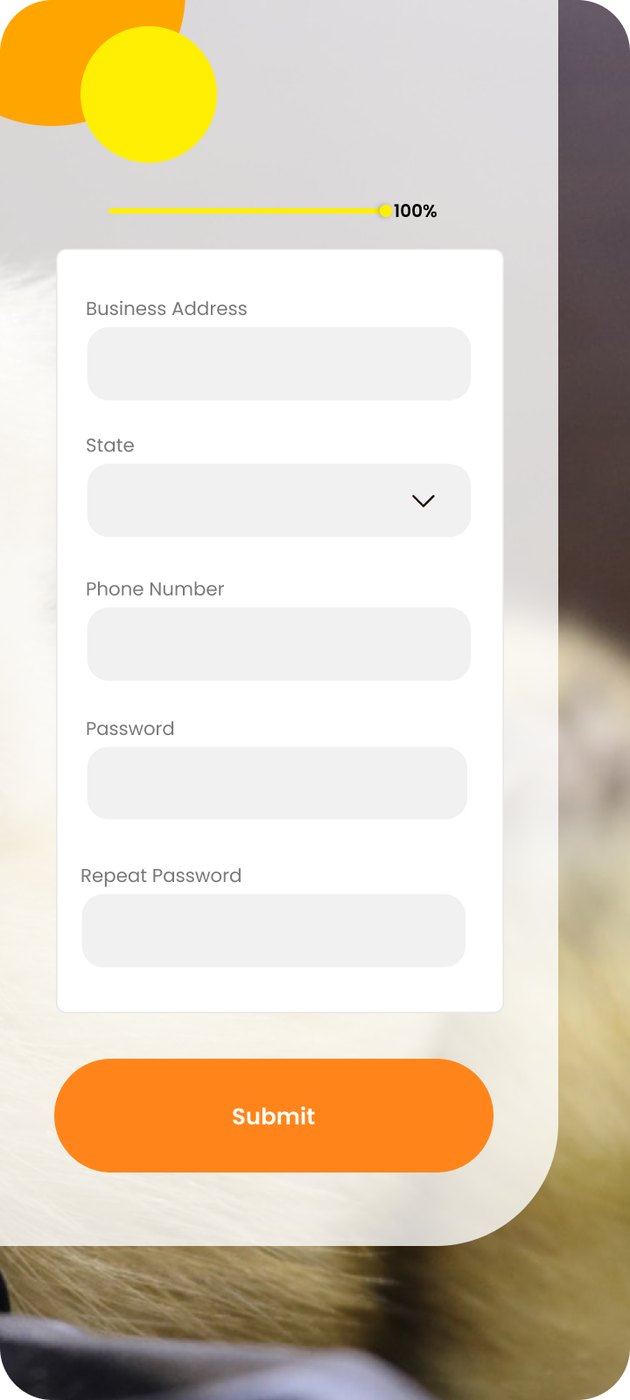 100%
Business Address
State
Phone Number
Password
Repeat Password
Submit